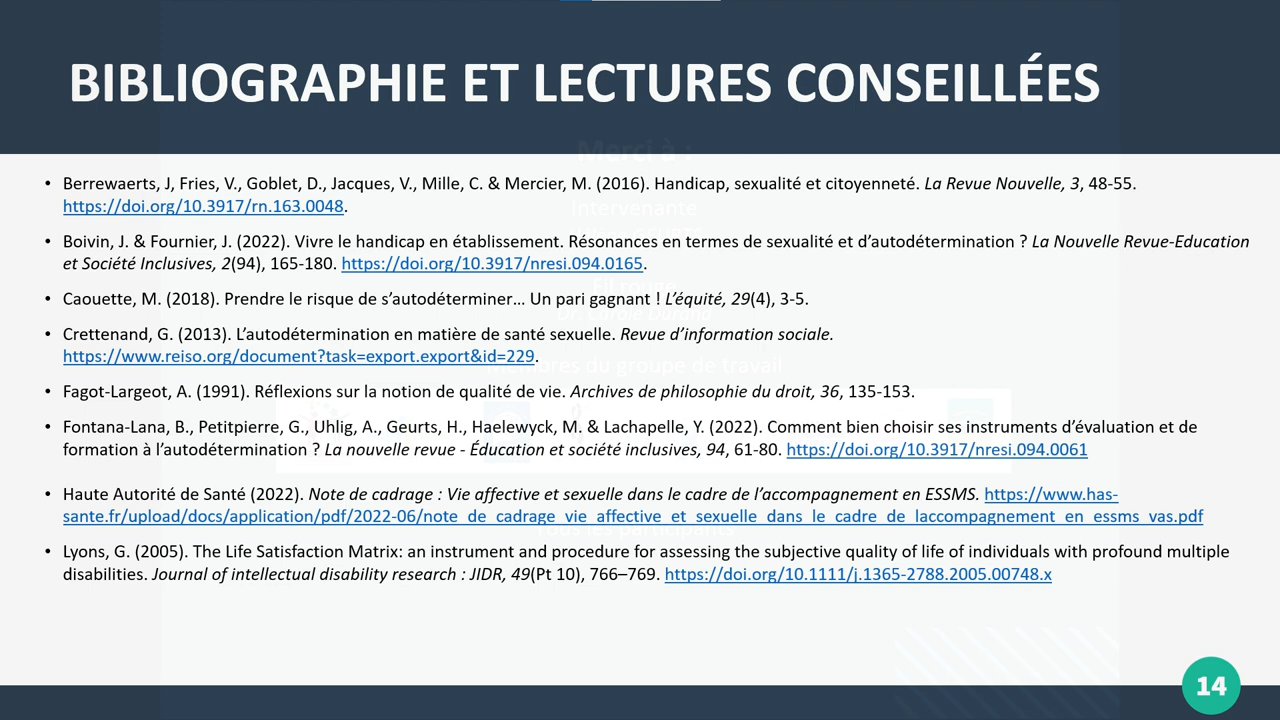 BIBLIOGRAPHIE ET LECTURES CONSEILLÉES
Merci à :
Intervenante
• Berrewaerts, J, Fries, V., Goblet, D., Jacques, V., Mille, C. & Mercier, M. (2016). Handicap, sexualité et citoyenneté. La Revue Nouvelle, 3, 48-55.
https://doi.org/10.3917/rn.163.0048.
• Boivin, J. & Fournier, J. (2022). Vivre le handicap en établissement. Résonances en termes de sexualité et d’autodétermination ? La Nouvelle Revue-Education
et Société Inclusives, 2(94), 165-180. https://doi.org/10.3917/nresi.094.0165.
Fil rouge
• Caouette, M. (2018). Prendre le risque de s’autodéterminer… Un pari gagnant ! L’équité, 29(4), 3-5.
• Crettenand, G. (2013). L’autodétermination en matière de santé sexuelle. Revue d’information sociale.
https://www.reiso.org/document?task=export.export&id=229.
Membres du groupe de travail
• Fagot-Largeot, A. (1991). Réflexions sur la notion de qualité de vie. Archives de philosophie du droit, 36, 135-153.
• Fontana-Lana, B., Petitpierre, G., Uhlig, A., Geurts, H., Haelewyck, M. & Lachapelle, Y. (2022). Comment bien choisir ses instruments d’évaluation et de
formation à l’autodétermination ? La nouvelle revue - Éducation et société inclusives, 94, 61-80. https://doi.org/10.3917/nresi.094.0061
• Haute Autorité de Santé (2022). Note de cadrage : Vie affective et sexuelle dans le cadre de l’accompagnement en ESSMS. https://www.has-
sante.fr/upload/docs/application/pdf/2022-06/note_de_cadrage_vie_affective_et_sexuelle_dans_le_cadre_de_laccompagnement_en_essms_vas.pdf
Tous les participants
• Lyons, G. (2005). The Life Satisfaction Matrix: an instrument and procedure for assessing the subjective quality of life of individuals with profound multiple
disabilities. Journal of intellectual disability research : JIDR, 49(Pt 10), 766–769. https://doi.org/10.1111/j.1365-2788.2005.00748.x
14